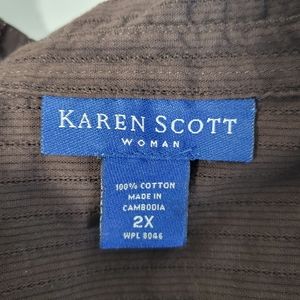 KAREN SCOTT
WOMAN
100% COTTON
MADE IN
CAMBODIA
2X
WPL 8046